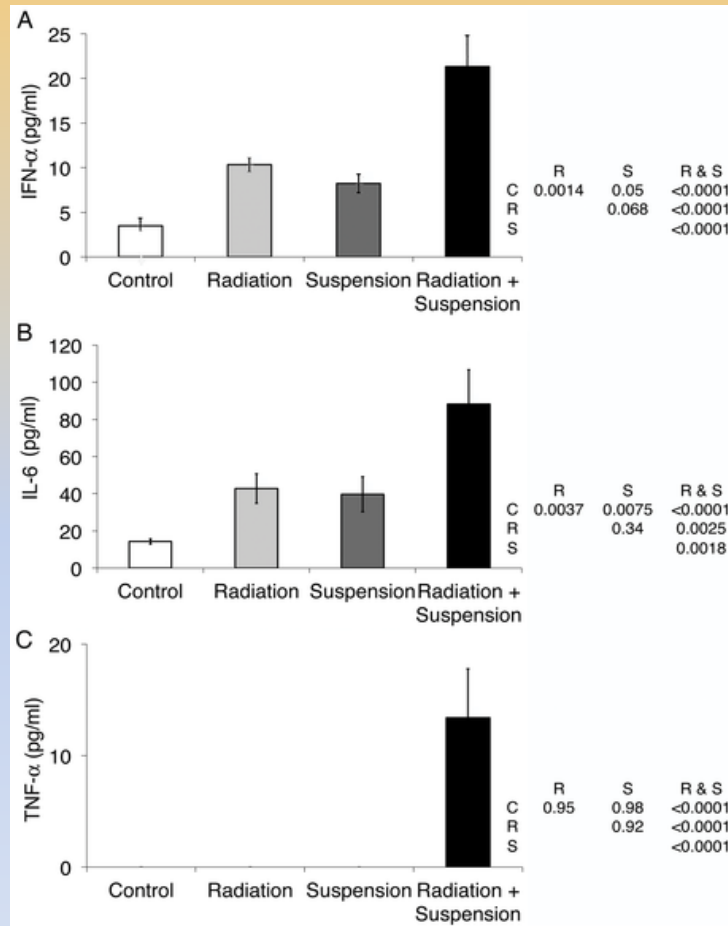 A
IFN-α (pg/ml)
25
20
15
10
5
0
Control Radiation Suspension Radiation +
Suspension
R S R & S
C 0.0014 0.05 <0.0001
R 0.068 <0.0001
S <0.0001
B
IL-6 (pg/ml)
120
100
80
60
40
20
0
Control Radiation Suspension Radiation +
Suspension
R S R & S
C 0.0037 0.0075 <0.0001
R 0.34 0.0025
S 0.0018
C
TNF-α (pg/ml)
20
10
0
Control Radiation Suspension Radiation +
Suspension
R S R & S
C 0.95 0.98 <0.0001
R 0.92 <0.0001
S <0.0001